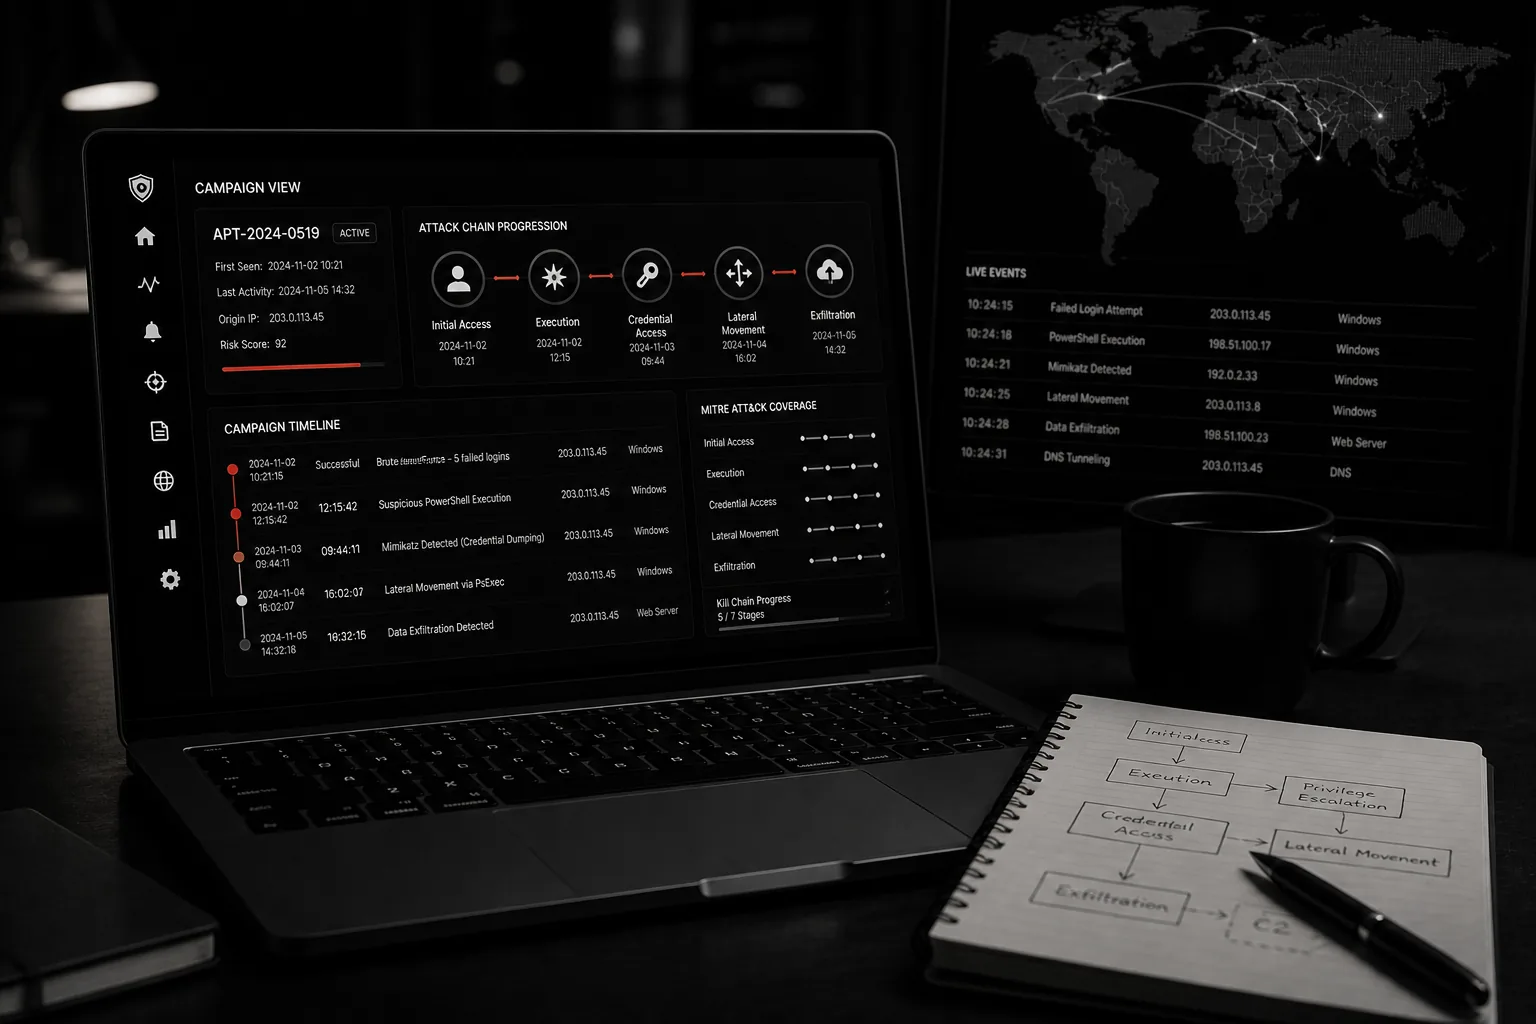 CAMPAIGN VIEW
APT-2024-0519 ACTIVE
First Seen: 2024-11-02 10:21
Last Activity: 2024-11-05 14:32
Origin IP: 203.0.113.45
Risk Score: 92
ATTACK CHAIN PROGRESSION
Initial Access
2024-11-02
10:21
Execution
2024-11-02
12:15
Credential
Access
2024-11-03
09:44
Lateral
Movement
2024-11-04
16:02
Exfiltration
2024-11-05
14:32
CAMPAIGN TIMELINE
2024-11-02
10:21:15
Successful Brute - 5 failed logins 203.0.113.45 Windows
2024-11-02
12:15:42
12:15:42 Suspicious PowerShell Execution 203.0.113.45 Windows
2024-11-03
09:44:11
09:44:11 Mimikatz Detected (Credential Dumping) 203.0.113.45 Windows
2024-11-04
16:02:07
16:02:07 Lateral Movement via PsExec 203.0.113.45 Windows
2024-11-05
14:32:18
Data Exfiltration Detected 203.0.113.45 Web Server
MITRE ATT&CK COVERAGE
Initial Access
Execution
Credential Access
Lateral Movement
Exfiltration
Kill Chain Progress
5 / 7 Stages
LIVE EVENTS
10:24:15 Failed Login Attempt 203.0.113.45 Windows
10:24:18 PowerShell Execution 198.51.100.17 Windows
10:24:21 Mimikatz Detected 192.0.2.33 Windows
10:24:25 Lateral Movement 203.0.113.8 Windows
10:24:28 Data Exfiltration 198.51.100.23 Web Server
10:24:31 DNS Tunneling 203.0.113.45 DNS
Initialcess
Exeution
Privilege
Escalation
Credential
Access
Lateral Movenent
Exfiltration
C2